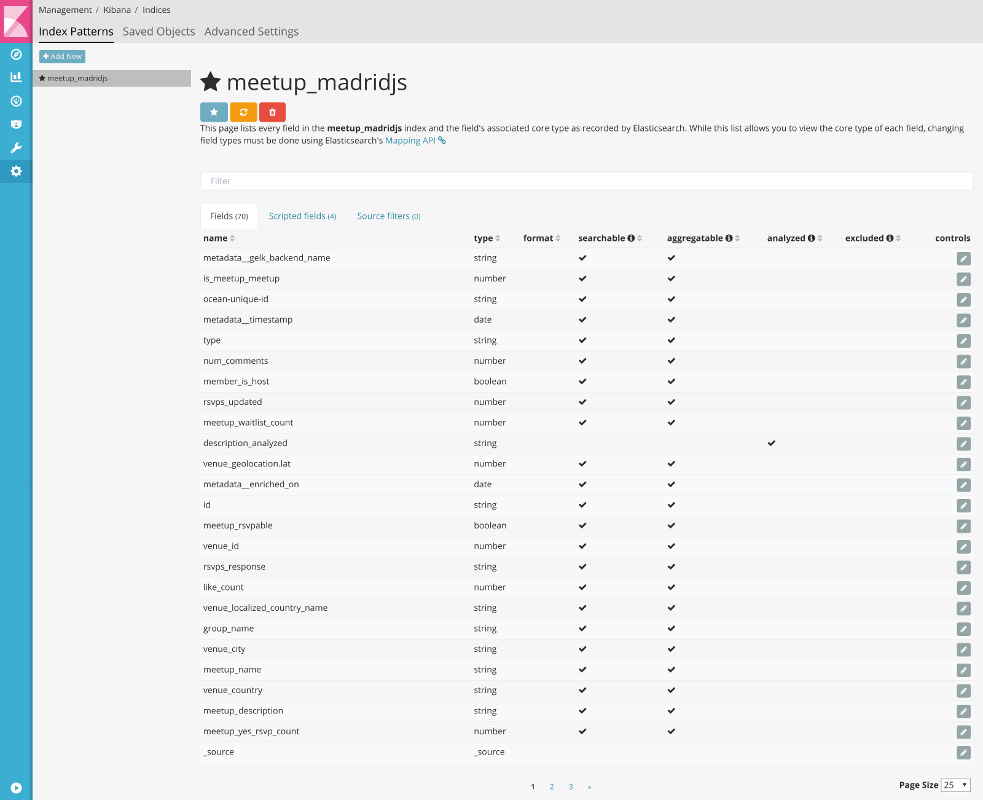 Management / Kibana / Indices
Index Patterns Saved Objects Advanced Settings
+ Add New
★ meetup_madridjs
★ meetup_madridjs
This page lists every field in the meetup_madridjs index and the field's associated core type as recorded by Elasticsearch. While this list allows you to view the core type of each field, changing
field types must be done using Elasticsearch's Mapping API
Filter
Fields (70) Scripted fields (4) Source filters (0)
name type format searchable aggregatable analyzed excluded controls
metadata__gelk_backend_name string ✔ ✔
is_meetup_meetup number ✔ ✔
ocean-unique-id string ✔ ✔
metadata__timestamp date ✔ ✔
type string ✔ ✔
num_comments number ✔ ✔
member_is_host boolean ✔ ✔
rsvps_updated number ✔ ✔
meetup_waitlist_count number ✔ ✔
description_analyzed string ✔
venue_geolocation.lat number ✔ ✔
metadata__enriched_on date ✔ ✔
id string ✔ ✔
meetup_rsvpable boolean ✔ ✔
venue_id number ✔ ✔
rsvps_response string ✔ ✔
like_count number ✔ ✔
venue_localized_country_name string ✔ ✔
group_name string ✔ ✔
venue_city string ✔ ✔
meetup_name string ✔ ✔
venue_country string ✔ ✔
meetup_description string ✔ ✔
meetup_yes_rsvp_count number ✔ ✔
_source _source
1 2 3 » Page Size 25